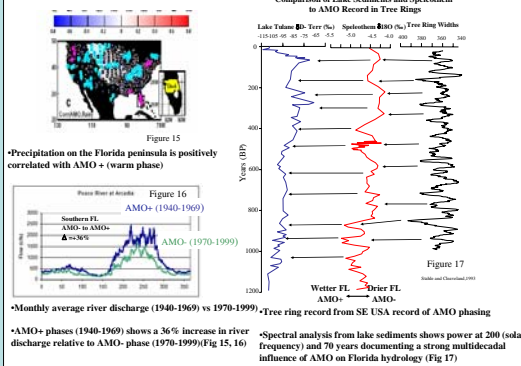 Figure 15
•Precipitation on the Florida peninsula is positively
correlated with AMO + (warm phase)
Peace River at Arcadia
Figure 16
Southern FL
AMO- to AMO+
Δ =+36%
AMO+ (1940-1969)
AMO- (1970-1999)
•Monthly average river discharge (1940-1969) vs 1970-1999)
•AMO+ phases (1940-1969) shows a 36% increase in river
discharge relative to AMO- phase (1970-1999)(Fig 15, 16)
Comparison of Lake Sediments and Speleothem
to AMO Record in Tree Rings
Lake Tulane δD- Terr (‰)
Speleothem δ18O (‰)
Tree Ring Widths
-115-105 -95 -85 -75 -65 -55
-5.0 -4.5 -4.0
400 380 360 340
Years (BP)
0
200
400
600
800
1000
1200
Wetter FL
AMO+
Drier FL
AMO-
Figure 17
•Tree ring record from SE USA record of AMO phasing
•Spectral analysis from lake sediments shows power at 200 (solar
frequency) and 70 years documenting a strong multidecadal
influence of AMO on Florida hydrology (Fig 17)